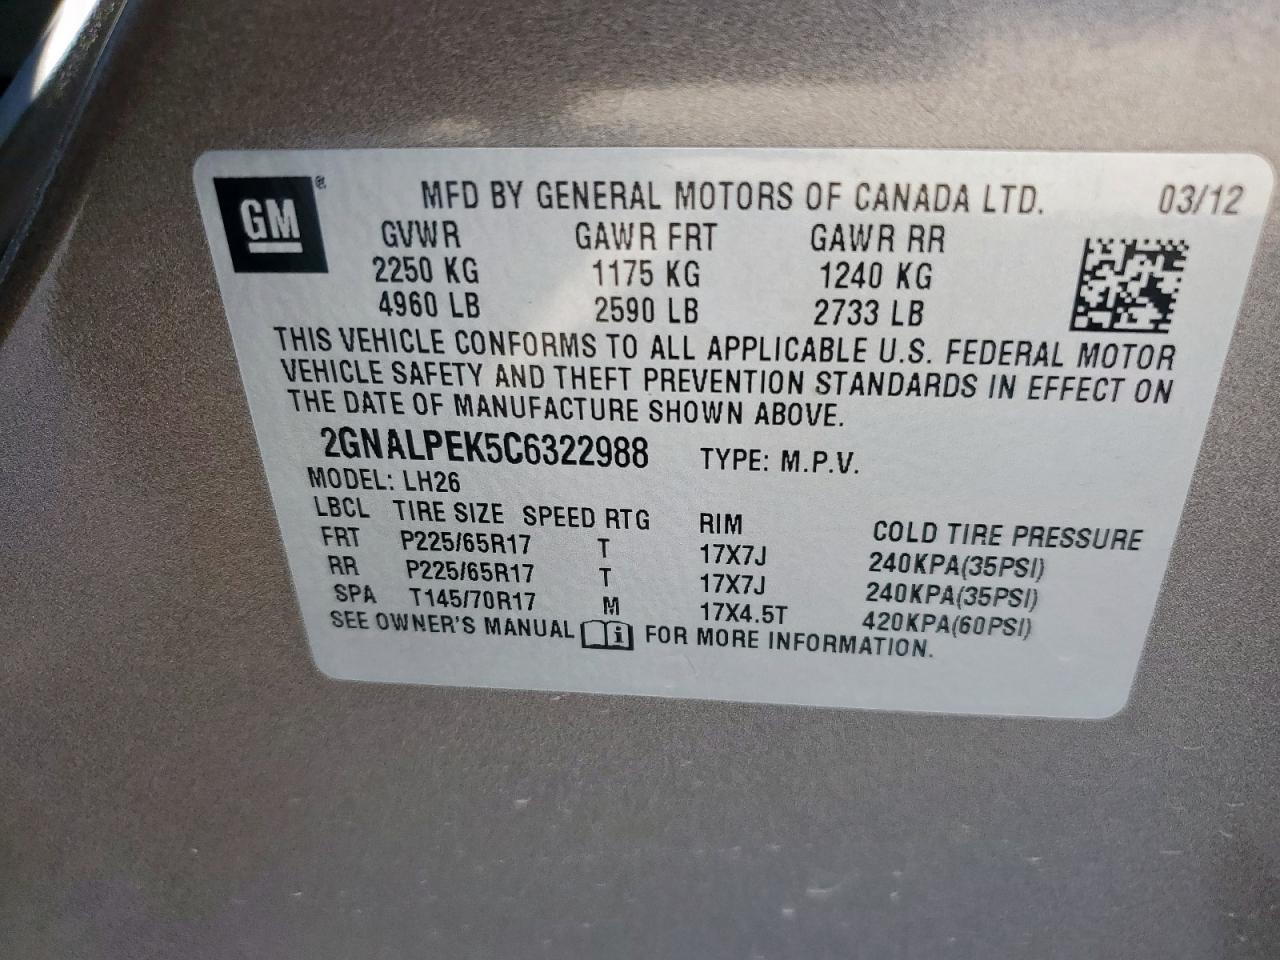 GM ® MFD BY GENERAL MOTORS OF CANADA LTD. 03/12
GVWR GAWR FRT GAWR RR
2250 KG 1175 KG 1240 KG
4960 LB 2590 LB 2733 LB
THIS VEHICLE CONFORMS TO ALL APPLICABLE U.S. FEDERAL MOTOR
VEHICLE SAFETY AND THEFT PREVENTION STANDARDS IN EFFECT ON
THE DATE OF MANUFACTURE SHOWN ABOVE.
2GNALPEK5C6322988 TYPE: M.P.V.
MODEL: LH26
LBCL TIRE SIZE SPEED RTG RIM COLD TIRE PRESSURE
FRT P225/65R17 T 17X7J 240KPA(35PSI)
RR P225/65R17 T 17X7J 240KPA(35PSI)
SPA T145/70R17 M 17X4.5T 420KPA(60PSI)
SEE OWNER'S MANUAL i FOR MORE INFORMATION.